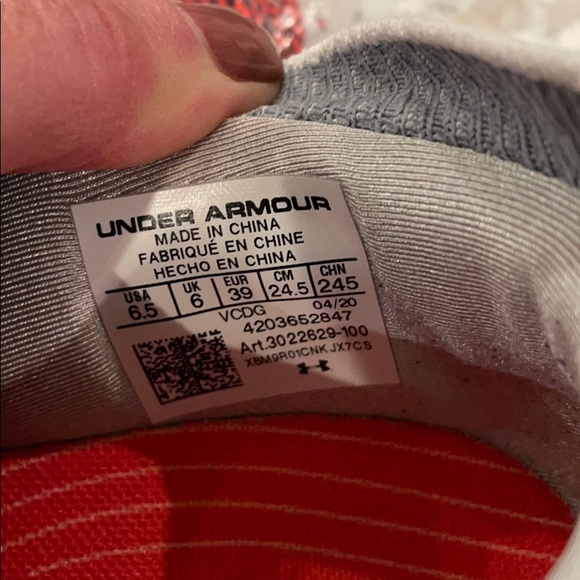 UNDER ARMOUR
MADE IN CHINA
FABRIQUÉ EN CHINE
HECHO EN CHINA
USA UK EUR CM CHN
6.5 6 39 24.5 245
VCDG 04/20
4203652847
Art.3022629-100
XBM9R01CNKJX7CS